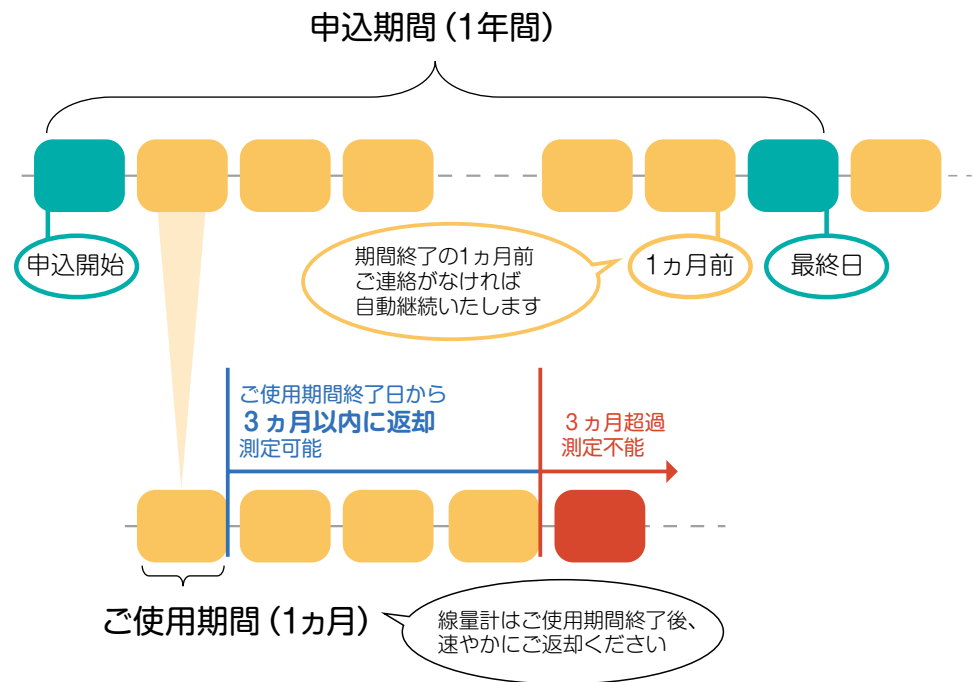 申込期間(1年間)
申込開始
期間終了の1ヵ月前
ご連絡がなければ
自動継続いたします
1ヵ月前
最終日
ご使用期間終了日から
3ヵ月以内に返却
測定可能
3ヵ月超過
測定不能
ご使用期間(1ヵ月)
線量計はご使用期間終了後、
速やかにご返却ください